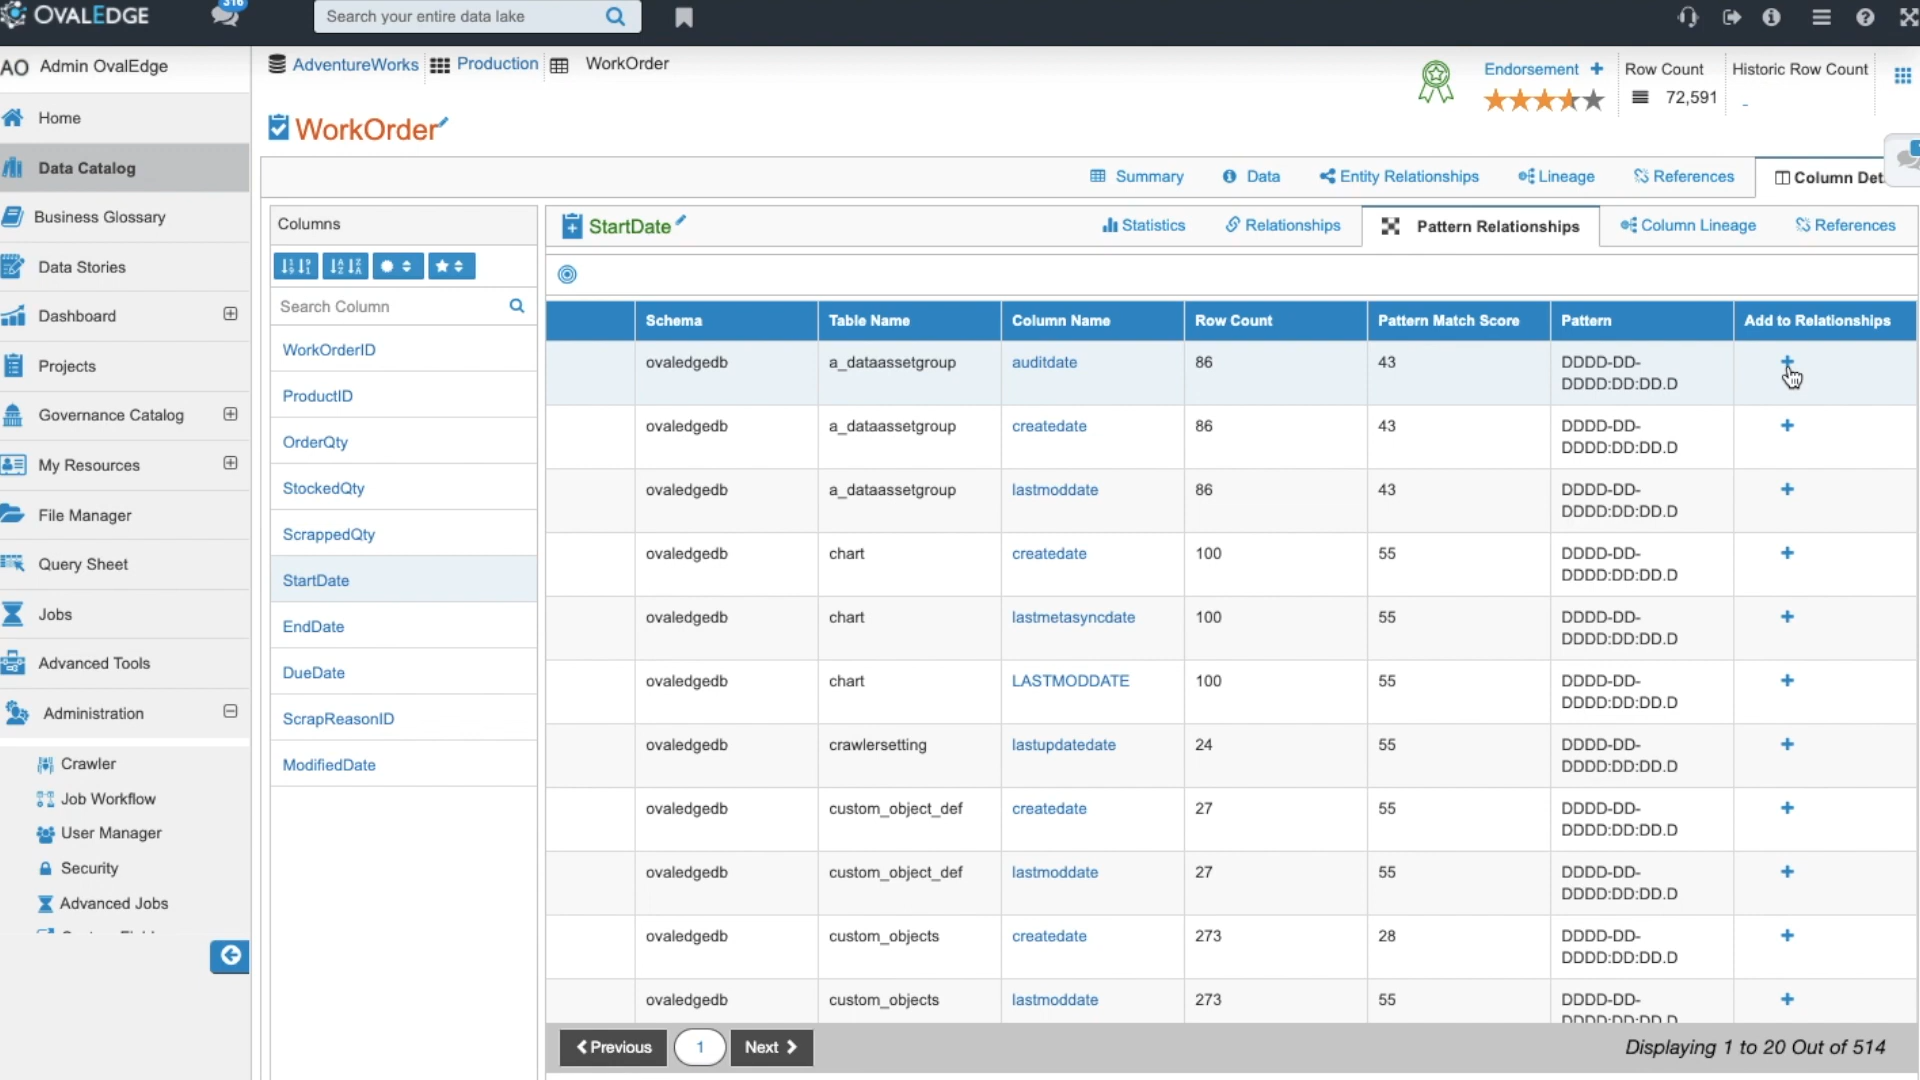 OVALEDGE
316
Search your entire data lake
AO Admin OvalEdge
Home
Data Catalog
Business Glossary
Data Stories
Dashboard
Projects
Governance Catalog
My Resources
File Manager
Query Sheet
Jobs
Advanced Tools
Administration
Crawler
Job Workflow
User Manager
Security
Advanced Jobs
AdventureWorks Production WorkOrder
WorkOrder
Endorsement + Row Count Historic Row Count
72,591 -
Summary Data Entity Relationships Lineage References Column Det
Columns
Search Column
WorkOrderID
ProductID
OrderQty
StockedQty
ScrappedQty
StartDate
EndDate
DueDate
ScrapReasonID
ModifiedDate
StartDate Statistics Relationships Pattern Relationships Column Lineage References
Schema Table Name Column Name Row Count Pattern Match Score Pattern Add to Relationships
ovaledgedb a_dataassetgroup auditdate 86 43 DDDD-DD- +
DDDD:DD:DD.D
ovaledgedb a_dataassetgroup createdate 86 43 DDDD-DD- +
DDDD:DD:DD.D
ovaledgedb a_dataassetgroup lastmoddate 86 43 DDDD-DD- +
DDDD:DD:DD.D
ovaledgedb chart createdate 100 55 DDDD-DD- +
DDDD:DD:DD.D
ovaledgedb chart lastmetasyncdate 100 55 DDDD-DD- +
DDDD:DD:DD.D
ovaledgedb chart LASTMODDATE 100 55 DDDD-DD- +
DDDD:DD:DD.D
ovaledgedb crawlersetting lastupdatedate 24 55 DDDD-DD- +
DDDD:DD:DD.D
ovaledgedb custom_object_def createdate 27 55 DDDD-DD- +
DDDD:DD:DD.D
ovaledgedb custom_object_def lastmoddate 27 55 DDDD-DD- +
DDDD:DD:DD.D
ovaledgedb custom_objects createdate 273 28 DDDD-DD- +
DDDD:DD:DD.D
ovaledgedb custom_objects lastmoddate 273 55 DDDD-DD- +
DDDD:DD:DD.D
Previous 1 Next Displaying 1 to 20 Out of 514